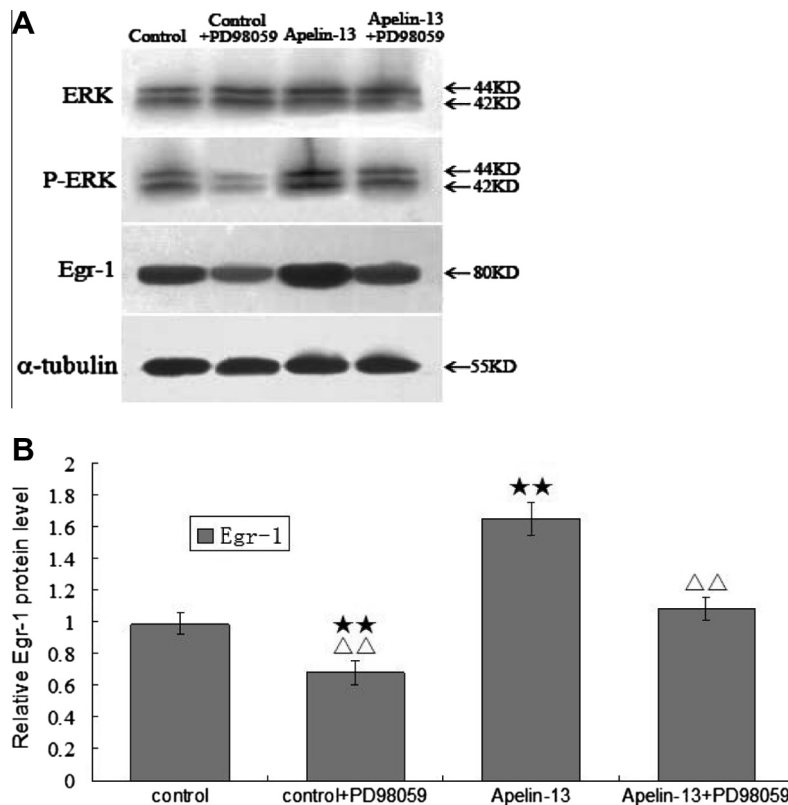 A
Control
Control
+PD98059
Apelin-13
Apelin-13
+PD98059
ERK
←44KD
←42KD
P-ERK
←44KD
←42KD
Egr-1
←80KD
α-tubulin
←55KD
B
Relative Egr-1 protein level
2
1.8
1.6
1.4
1.2
1
0.8
0.6
0.4
0.2
0
Egr-1
★★
△△
★★
△△
control
control+PD98059
Apelin-13
Apelin-13+PD98059